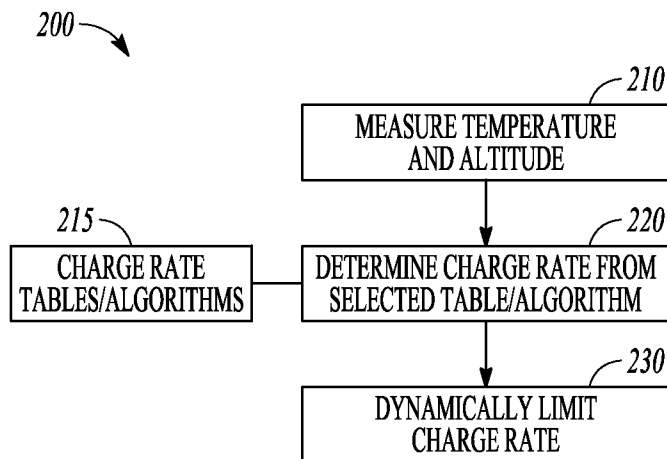 200
210
MEASURE TEMPERATURE
AND ALTITUDE
215
CHARGE RATE
TABLES/ALGORITHMS
220
DETERMINE CHARGE RATE FROM
SELECTED TABLE/ALGORITHM
230
DYNAMICALLY LIMIT
CHARGE RATE